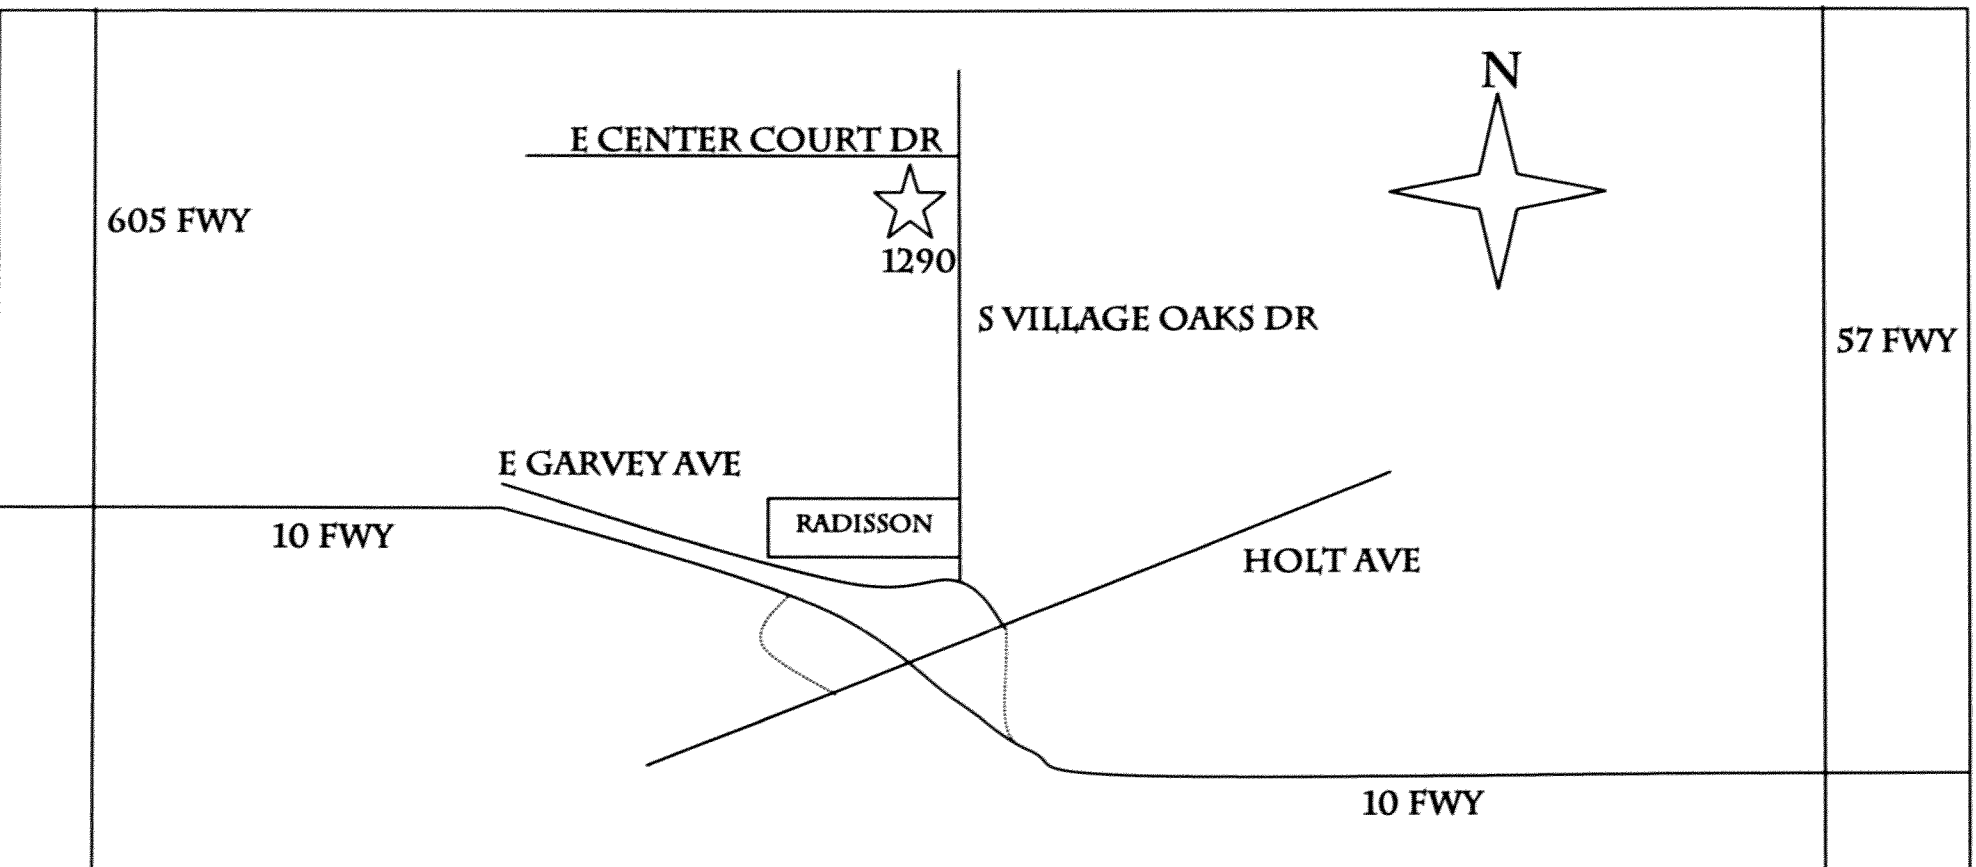 N
E CENTER COURT DR
605 FWY
1290
S VILLAGE OAKS DR
57 FWY
E GARVEY AVE
RADISSON
10 FWY
HOLT AVE
10 FWY